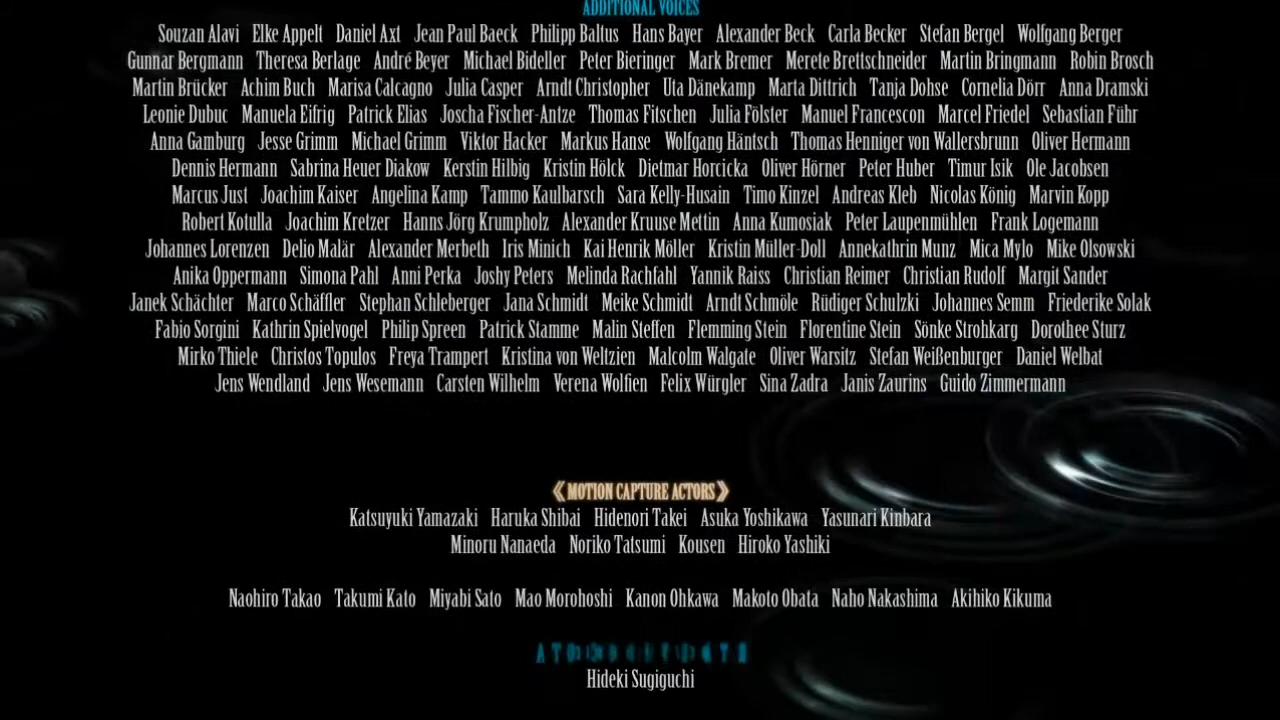 ADDITIONAL VOICES
Souzan Alavi Elke Appelt Daniel Axt Jean Paul Baeck Philipp Baltus Hans Bayer Alexander Beck Carla Becker Stefan Bergel Wolfgang Berger
Gunnar Bergmann Theresa Berlage André Beyer Michael Bideller Peter Bieringer Mark Bremer Merete Brettschneider Martin Bringmann Robin Brosch
Martin Brücker Achim Buch Marisa Calcagno Julia Casper Arndt Christopher Uta Dänekamp Marta Dittrich Tanja Dohse Cornelia Dörr Anna Dramski
Leonie Dubuc Manuela Eifrig Patrick Elias Joscha Fischer-Antze Thomas Fitschen Julia Fölster Manuel Francescon Marcel Friedel Sebastian Führ
Anna Gamburg Jesse Grimm Michael Grimm Viktor Hacker Markus Hanse Wolfgang Häntsch Thomas Henniger von Wallersbrunn Oliver Hermann
Dennis Hermann Sabrina Heuer Diakow Kerstin Hilbig Kristin Hölck Dietmar Horcicka Oliver Hörner Peter Huber Timur Isik Ole Jacobsen
Marcus Just Joachim Kaiser Angelina Kamp Tammo Kaulbarsch Sara Kelly-Husain Timo Kinzel Andreas Kleb Nicolas König Marvin Kopp
Robert Kotulla Joachim Kretzer Hanns Jörg Krumpholz Alexander Kruuse Mettin Anna Kumosiak Peter Laupenmühlen Frank Logemann
Johannes Lorenzen Delio Malär Alexander Merbeth Iris Minich Kai Henrik Möller Kristin Müller-Doll Annekathrin Munz Mica Mylo Mike Olsowski
Anika Oppermann Simona Pahl Anni Perka Joshy Peters Melinda Rachfahl Yannik Raiss Christian Reimer Christian Rudolf Margit Sander
Janek Schächter Marco Schäffler Stephan Schleberger Jana Schmidt Meike Schmidt Arndt Schmöle Rüdiger Schulzki Johannes Semm Friederike Solak
Fabio Sorgini Kathrin Spielvogel Philip Spreen Patrick Stamme Malin Steffen Flemming Stein Florentine Stein Sönke Strohkarg Dorothee Sturz
Mirko Thiele Christos Topulos Freya Trampert Kristina von Weltzien Malcolm Walgate Oliver Warsitz Stefan Weißenburger Daniel Welbat
Jens Wendland Jens Wesemann Carsten Wilhelm Verena Wolfien Felix Würgler Sina Zadra Janis Zaurins Guido Zimmermann
《MOTION CAPTURE ACTORS》
Katsuyuki Yamazaki Haruka Shibai Hidenori Takei Asuka Yoshikawa Yasunari Kinbara
Minoru Nanaeda Noriko Tatsumi Kousen Hiroko Yashiki
Naohiro Takao Takumi Kato Miyabi Sato Mao Morohoshi Kanon Ohkawa Makoto Obata Naho Nakashima Akihiko Kikuma
Hideki Sugiguchi